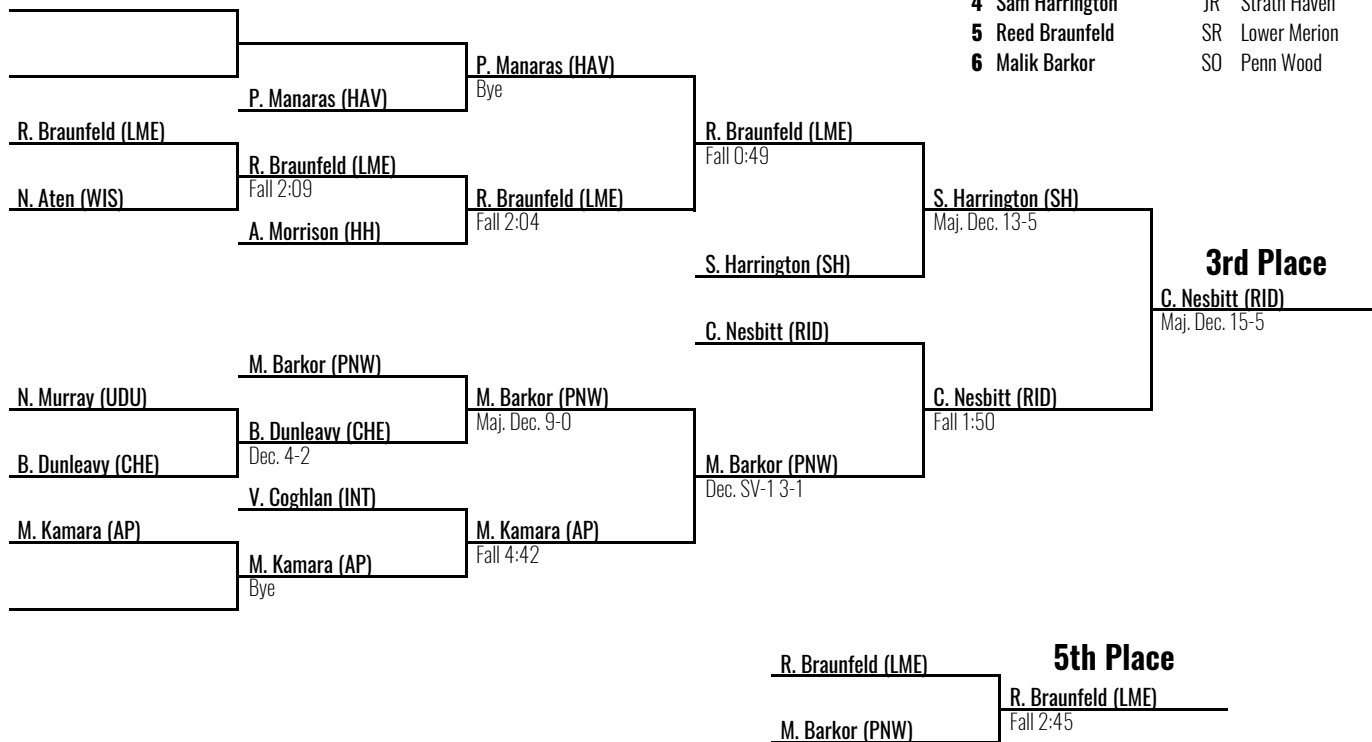 4 Sam Harrington JR Strath Haven
5 Reed Braunfeld SR Lower Merion
6 Malik Barkor SO Penn Wood
P. Manaras (HAV)
Bye
P. Manaras (HAV)
R. Braunfeld (LME)
R. Braunfeld (LME)
Fall 0:49
R. Braunfeld (LME)
Fall 2:09
N. Aten (WIS)
R. Braunfeld (LME)
Fall 2:04
S. Harrington (SH)
Maj. Dec. 13-5
A. Morrison (HH)
S. Harrington (SH)
3rd Place
C. Nesbitt (RID)
Maj. Dec. 15-5
C. Nesbitt (RID)
M. Barkor (PNW)
N. Murray (UDU)
M. Barkor (PNW)
Maj. Dec. 9-0
C. Nesbitt (RID)
Fall 1:50
B. Dunleavy (CHE)
Dec. 4-2
B. Dunleavy (CHE)
M. Barkor (PNW)
Dec. SV-1 3-1
V. Coghlan (INT)
M. Kamara (AP)
M. Kamara (AP)
Fall 4:42
M. Kamara (AP)
Bye
5th Place
R. Braunfeld (LME)
R. Braunfeld (LME)
Fall 2:45
M. Barkor (PNW)